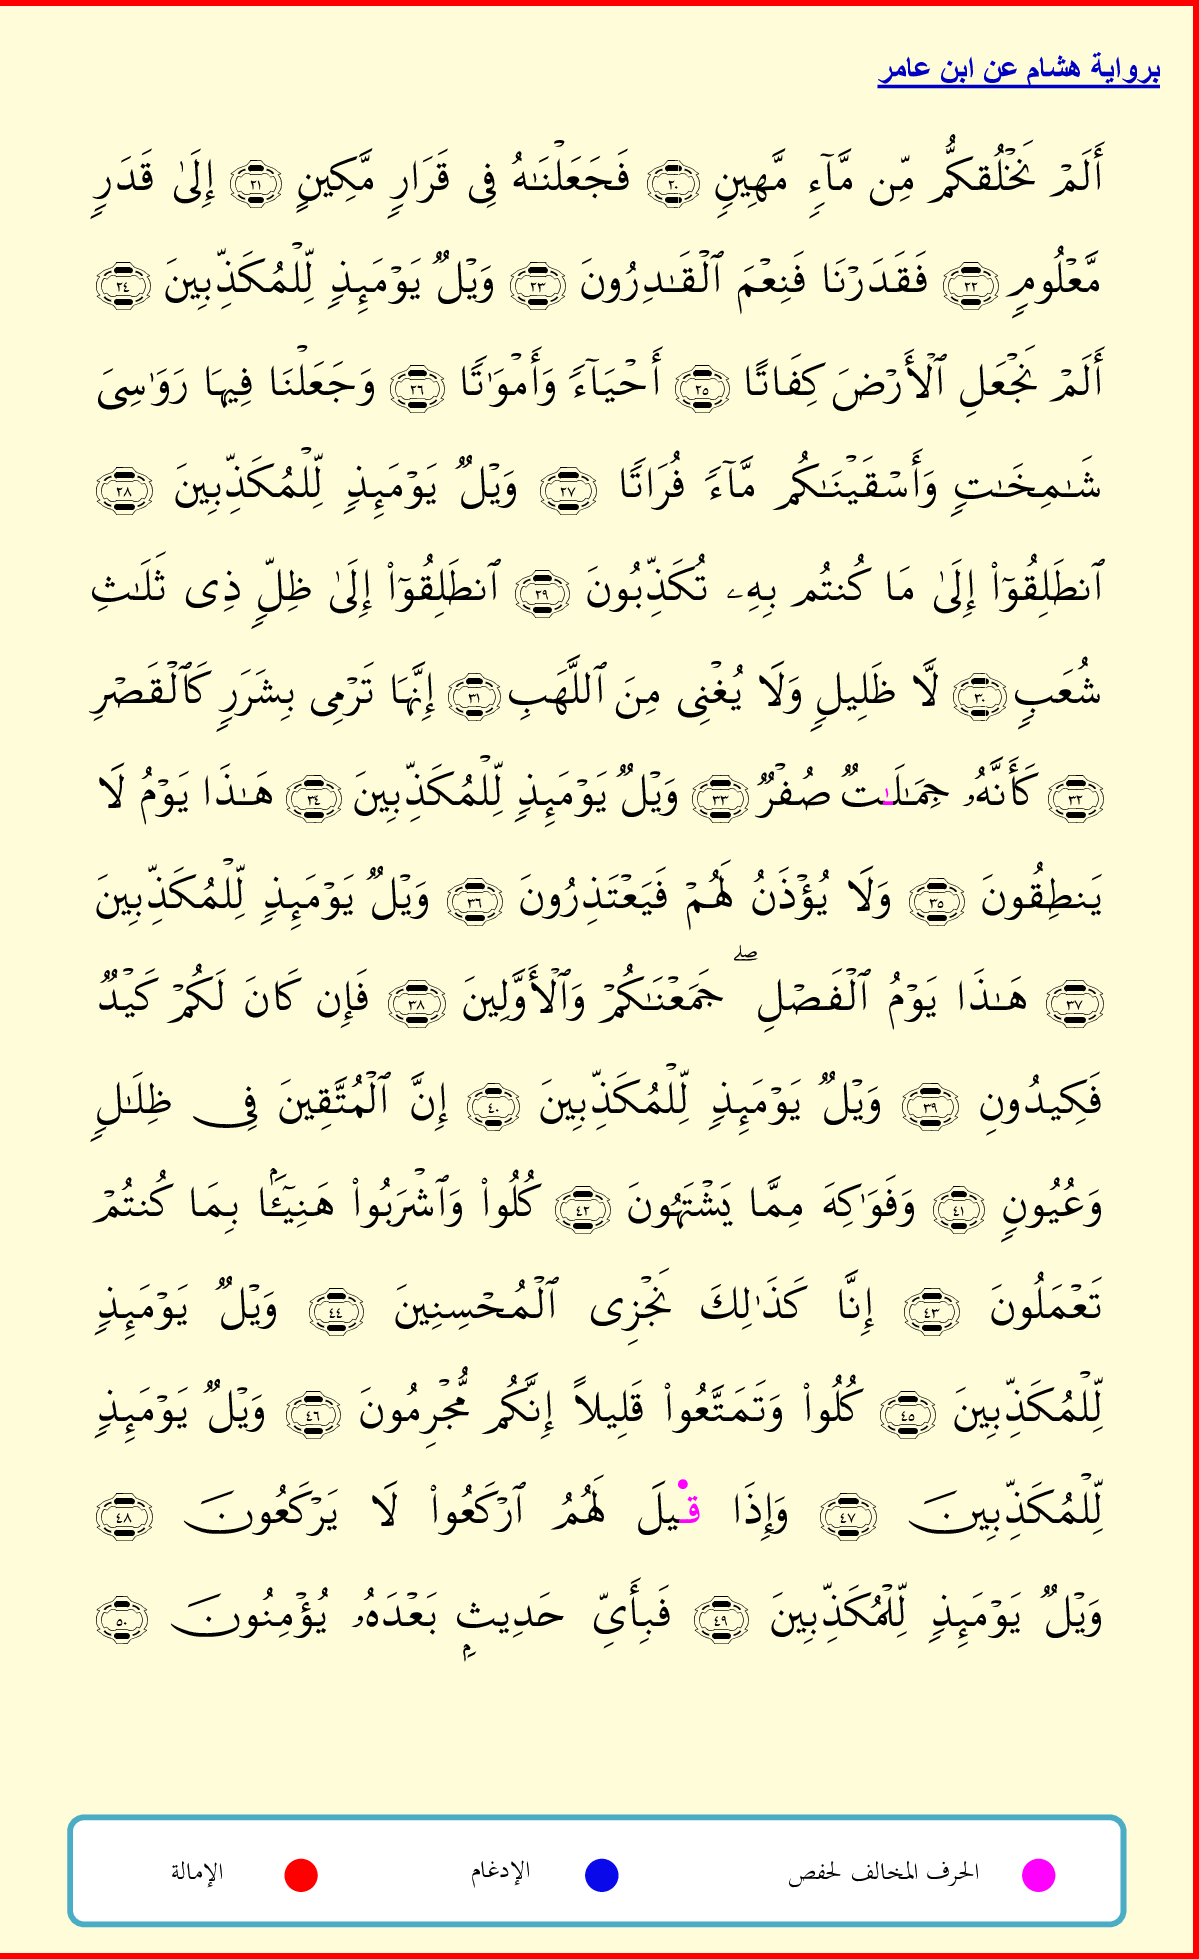 برواية هشام عن ابن عامر
أَلَمۡ نَخۡلُقكُّم مِّن مَّآءٖ مَّهِينٖ ٢٠ فَجَعَلۡنَٰهُ فِي قَرَارٖ مَّكِينٍ ٢١ إِلَىٰ قَدَرٖ
مَّعۡلُومٖ ٢٢ فَقَدَرۡنَا فَنِعۡمَ ٱلۡقَٰدِرُونَ ٢٣ وَيۡلٞ يَوۡمَئِذٖ لِّلۡمُكَذِّبِينَ ٢٤
أَلَمۡ نَجۡعَلِ ٱلۡأَرۡضَ كِفَاتًا ٢٥ أَحۡيَآءٗ وَأَمۡوَٰتٗا ٢٦ وَجَعَلۡنَا فِيهَا رَوَٰسِيَ
شَٰمِخَٰتٖ وَأَسۡقَيۡنَٰكُم مَّآءٗ فُرَاتٗا ٢٧ وَيۡلٞ يَوۡمَئِذٖ لِّلۡمُكَذِّبِينَ ٢٨
ٱنطَلِقُوٓاْ إِلَىٰ مَا كُنتُم بِهِۦ تُكَذِّبُونَ ٢٩ ٱنطَلِقُوٓاْ إِلَىٰ ظِلّٖ ذِي ثَلَٰثِ
شُعَبٖ ٣٠ لَّا ظَلِيلٖ وَلَا يُغۡنِي مِنَ ٱللَّهَبِ ٣١ إِنَّهَا تَرۡمِي بِشَرَرٖ كَٱلۡقَصۡرِ
٣٢ كَأَنَّهُۥ جِمَٰلَٰتٞ صُفۡرٞ ٣٣ وَيۡلٞ يَوۡمَئِذٖ لِّلۡمُكَذِّبِينَ ٣٤ هَٰذَا يَوۡمُ لَا
يَنطِقُونَ ٣٥ وَلَا يُؤۡذَنُ لَهُمۡ فَيَعۡتَذِرُونَ ٣٦ وَيۡلٞ يَوۡمَئِذٖ لِّلۡمُكَذِّبِينَ
٣٧ هَٰذَا يَوۡمُ ٱلۡفَصۡلِۖ جَمَعۡنَٰكُمۡ وَٱلۡأَوَّلِينَ ٣٨ فَإِن كَانَ لَكُمۡ كَيۡدٞ
فَكِيدُونِ ٣٩ وَيۡلٞ يَوۡمَئِذٖ لِّلۡمُكَذِّبِينَ ٤٠ إِنَّ ٱلۡمُتَّقِينَ فِي ظِلَٰلٖ
وَعُيُونٖ ٤١ وَفَوَٰكِهَ مِمَّا يَشۡتَهُونَ ٤٢ كُلُواْ وَٱشۡرَبُواْ هَنِيٓـَٔۢا بِمَا كُنتُمۡ
تَعۡمَلُونَ ٤٣ إِنَّا كَذَٰلِكَ نَجۡزِي ٱلۡمُحۡسِنِينَ ٤٤ وَيۡلٞ يَوۡمَئِذٖ
لِّلۡمُكَذِّبِينَ ٤٥ كُلُواْ وَتَمَتَّعُواْ قَلِيلًا إِنَّكُم مُّجۡرِمُونَ ٤٦ وَيۡلٞ يَوۡمَئِذٖ
لِّلۡمُكَذِّبِينَ ٤٧ وَإِذَا ق۬يلَ لَهُمُ ٱرۡكَعُواْ لَا يَرۡكَعُونَ ٤٨
وَيۡلٞ يَوۡمَئِذٖ لِّلۡمُكَذِّبِينَ ٤٩ فَبِأَيِّ حَدِيثِۭ بَعۡدَهُۥ يُؤۡمِنُونَ ٥٠
الحرف المخالف لحفص الإدغام الإمالة